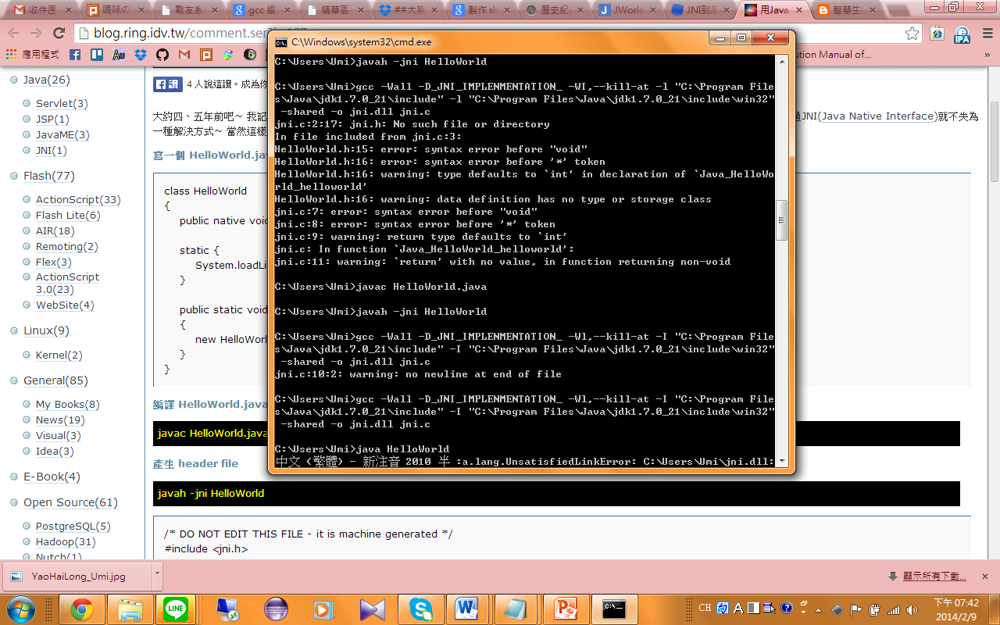 收件匣
嗚咪の
戰友系
gcc 編
精華區
##大專
製作 sh
歷史紀
JWorl
JNI到底
用Java
智慧生
blog.ring.idv.tw/comment.ser
應用程式
ution Manual of...
»
C:\Windows\system32\cmd.exe
C:\Users\Umi>javah -jni HelloWorld
C:\Users\Umi>gcc -Wall -D_JNI_IMPLENMENTATION_ -WI,--kill-at -l "C:\Program File
s\Java\jdk1.7.0_21\include" -l "C:\Program Files\Java\jdk1.7.0_21\include\win32"
-shared -o jni.dll jni.c
jni.c:2:17: jni.h: No such file or directory
In file included from jni.c:3:
HelloWorld.h:15: error: syntax error before "void"
HelloWorld.h:16: error: syntax error before '*' token
HelloWorld.h:16: warning: type defaults to `int' in declaration of `Java_HelloWo
rld_helloworld'
HelloWorld.h:16: warning: data definition has no type or storage class
jni.c:7: error: syntax error before "void"
jni.c:8: error: syntax error before '*' token
jni.c:9: warning: return type defaults to `int'
jni.c: In function `Java_HelloWorld_helloworld':
jni.c:11: warning: `return' with no value, in function returning non-void
C:\Users\Umi>javac HelloWorld.java
C:\Users\Umi>javah -jni HelloWorld
C:\Users\Umi>gcc -Wall -D_JNI_IMPLENMENTATION_ -Wl,--kill-at -I "C:\Program File
s\Java\jdk1.7.0_21\include" -I "C:\Program Files\Java\jdk1.7.0_21\include\win32"
-shared -o jni.dll jni.c
jni.c:10:2: warning: no newline at end of file
C:\Users\Umi>gcc -Wall -D_JNI_IMPLENMENTATION_ -Wl,--kill-at -I "C:\Program File
s\Java\jdk1.7.0_21\include" -I "C:\Program Files\Java\jdk1.7.0_21\include\win32"
-shared -o jni.dll jni.c
C:\Users\Umi>java HelloWorld
中文 (繁體) - 新注音 2010 半 :a.lang.UnsatisfiedLinkError: C:\Users\Umi\jni.dll:
Java(26)
Servlet(3)
JSP(1)
JavaME(3)
JNI(1)
Flash(77)
ActionScript(33)
Flash Lite(6)
AIR(18)
Remoting(2)
Flex(3)
ActionScript
3.0(23)
WebSite(4)
Linux(9)
Kernel(2)
General(85)
My Books(8)
News(19)
Visual(3)
Idea(3)
E-Book(4)
Open Source(61)
PostgreSQL(5)
Hadoop(31)
Nutch(1)
讚 4 人說這讚。成為你
大約四、五年前吧~ 我記
過JNI(Java Native Interface)就不失為
一種解決方式~ 當然這樣
寫一個 HelloWorld.jav
class HelloWorld
{
public native void
static {
System.loadLi
}
public static void
{
new HelloWorl
}
}
編譯 HelloWorld.java
javac HelloWorld.java
產生 header file
javah -jni HelloWorld
/* DO NOT EDIT THIS FILE - it is machine generated */
#include <jni.h>
YaoHaiLong_Umi.jpg
顯示所有下載...
CH
下午 07:42
2014/2/9